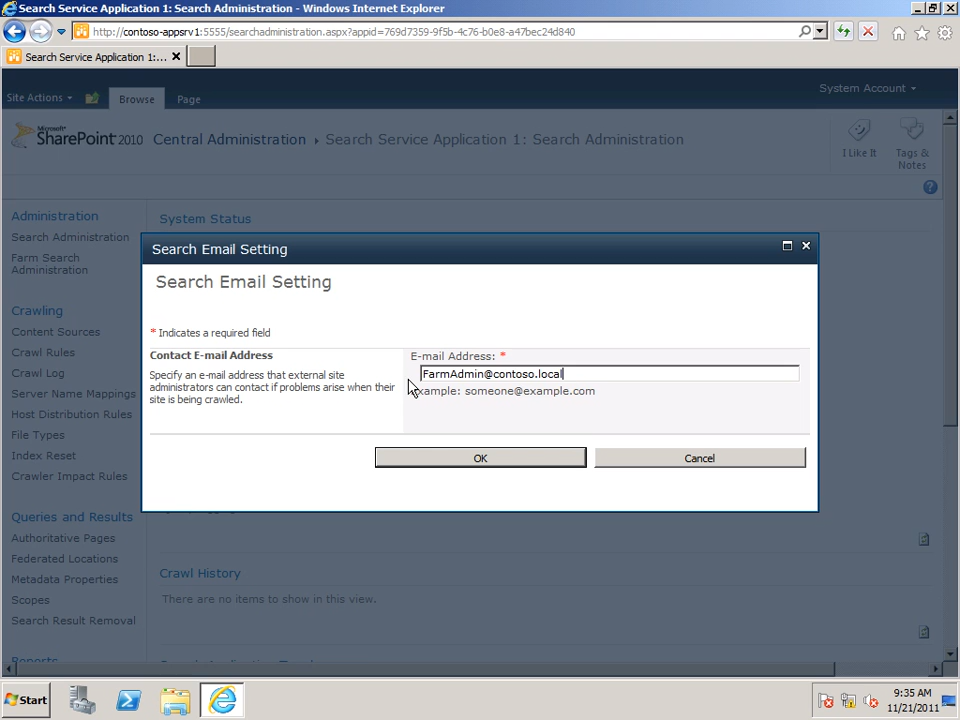 Search Service Application 1: Search Administration - Windows Internet Explorer
http://contoso-appsrv1:5555/searchadministration.aspx?appid=769d7359-9f5b-4c76-b0e8-a47bec24d840
Search Service Application 1:...
System Account
Site Actions
Browse
Page
Microsoft
SharePoint 2010
Central Administration
Search Service Application 1: Search Administration
I Like It
Tags &
Notes
Administration
Search Administration
Farm Search
Administration
Crawling
Content Sources
Crawl Rules
Crawl Log
Server Name Mappings
Host Distribution Rules
File Types
Index Reset
Crawler Impact Rules
Queries and Results
Authoritative Pages
Federated Locations
Metadata Properties
Scopes
Search Result Removal
Reports
System Status
Search Email Setting
Search Email Setting
* Indicates a required field
Contact E-mail Address
Specify an e-mail address that external site
administrators can contact if problems arise when their
site is being crawled.
E-mail Address: *
FarmAdmin@contoso.local
Example: someone@example.com
OK
Cancel
Crawl History
There are no items to show in this view.
Start
9:35 AM
11/21/2011